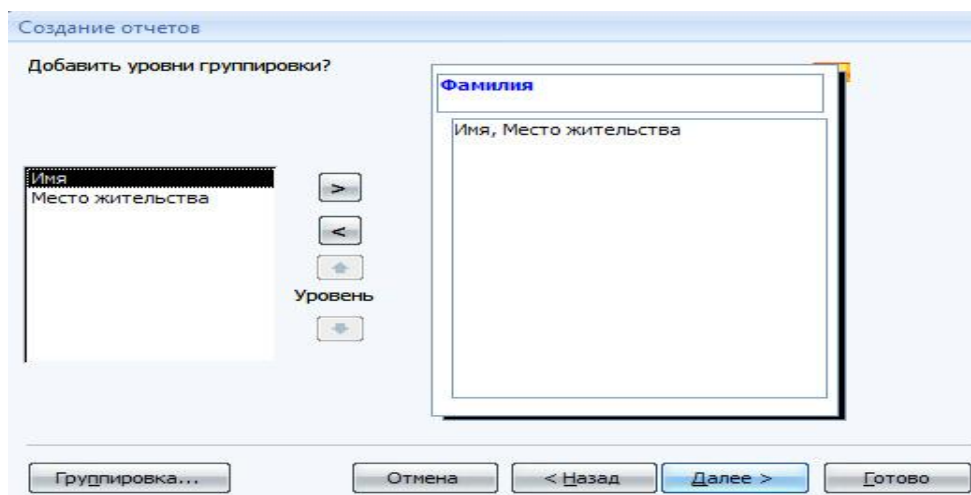 Создание отчетов
Добавить уровни группировки?
Фамилия
Имя, Место жительства
Имя
Место жительства
>
<
Уровень
Группировка...
Отмена
< Назад
Далее >
Готово